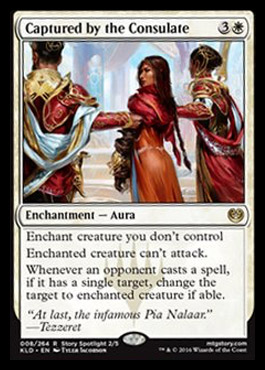 Captured by the Consulate 3
Enchantment — Aura
Enchant creature you don't control
Enchanted creature can't attack.
Whenever an opponent casts a spell,
if it has a single target, change the
target to enchanted creature if able.
“At last, the infamous Pia Nalaar.”
—Tezzeret
008/264 R Story Spotlight 2/5
KLD • EN Tyler Jacobson
mtgstory.com
™ & © 2016 Wizards of the Coast